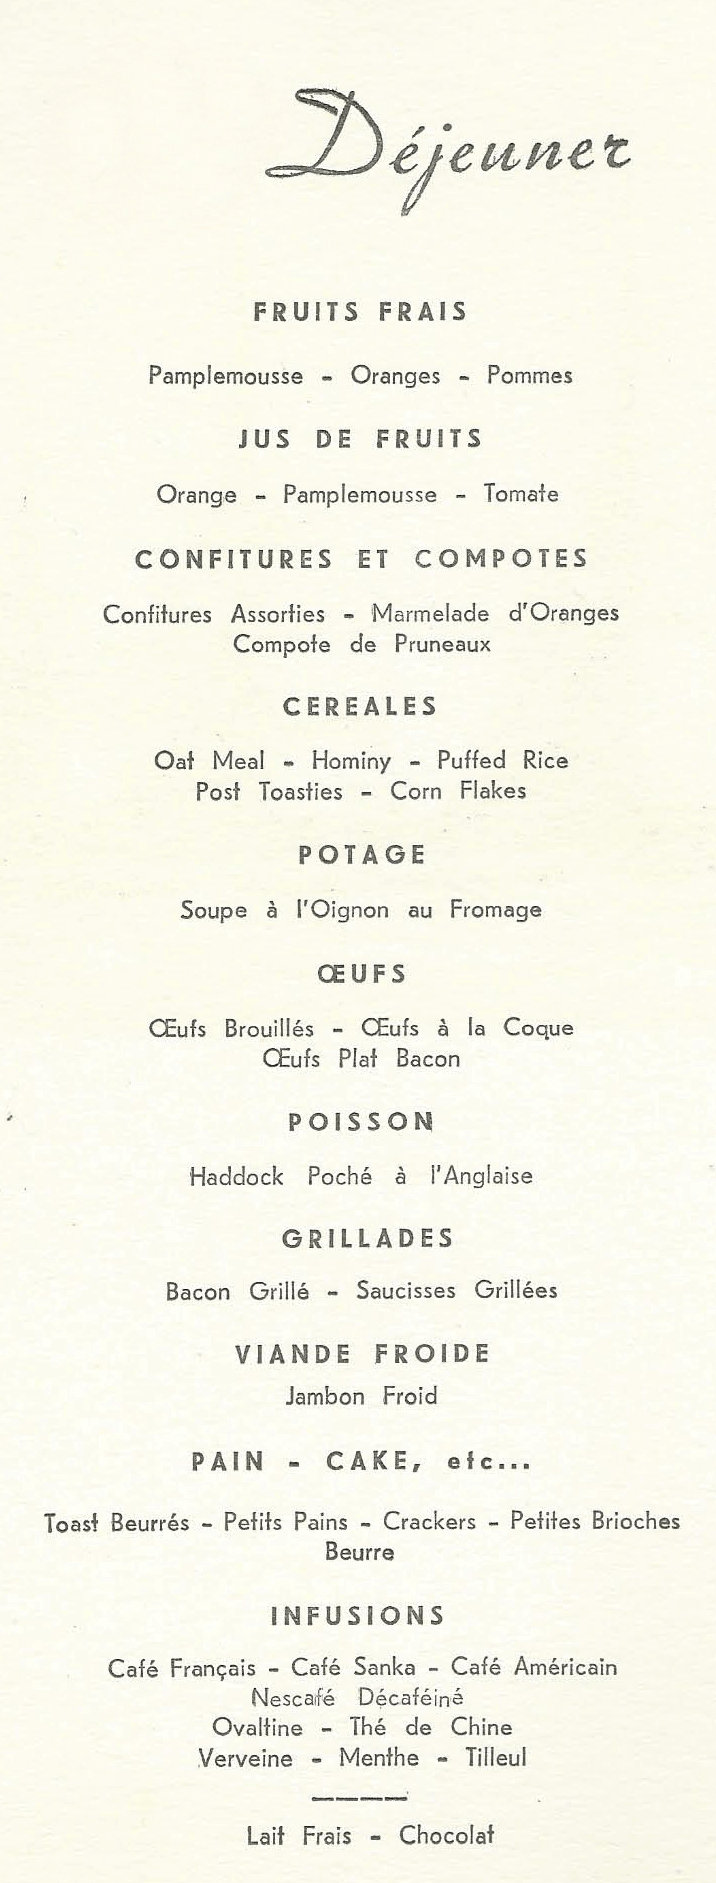 Déjeuner
FRUITS FRAIS
Pamplemousse - Oranges - Pommes
JUS DE FRUITS
Orange - Pamplemousse - Tomate
CONFITURES ET COMPOTES
Confitures Assorties - Marmelade d'Oranges
Compote de Pruneaux
CEREALES
Oat Meal - Hominy - Puffed Rice
Post Toasties - Corn Flakes
POTAGE
Soupe à l'Oignon au Fromage
ŒUFS
Œufs Brouillés - Œufs à la Coque
Œufs Plat Bacon
POISSON
Haddock Poché à l'Anglaise
GRILLADES
Bacon Grillé - Saucisses Grillées
VIANDE FROIDE
Jambon Froid
PAIN - CAKE, etc...
Toast Beurrés - Petits Pains - Crackers - Petites Brioches
Beurre
INFUSIONS
Café Français - Café Sanka - Café Américain
Nescafé Décaféiné
Ovaltine - Thé de Chine
Verveine - Menthe - Tilleul
Lait Frais - Chocolat